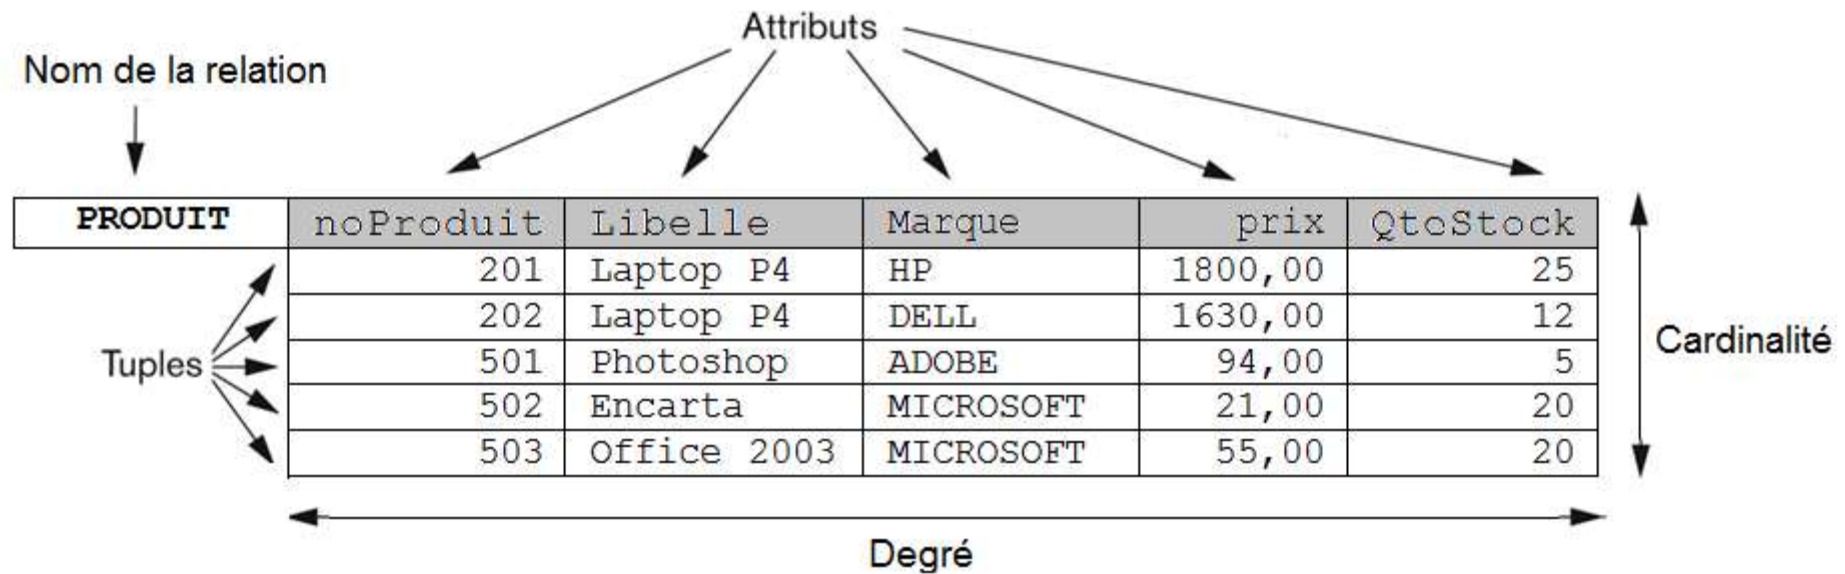 Attributs
Nom de la relation
PRODUIT noProduit Libelle Marque prix QteStock
201 Laptop P4 HP 1800,00 25
202 Laptop P4 DELL 1630,00 12
Cardinalité
Tuples 501 Photoshop ADOBE 94,00 5
502 Encarta MICROSOFT 21,00 20
503 Office 2003 MICROSOFT 55,00 20
Degré